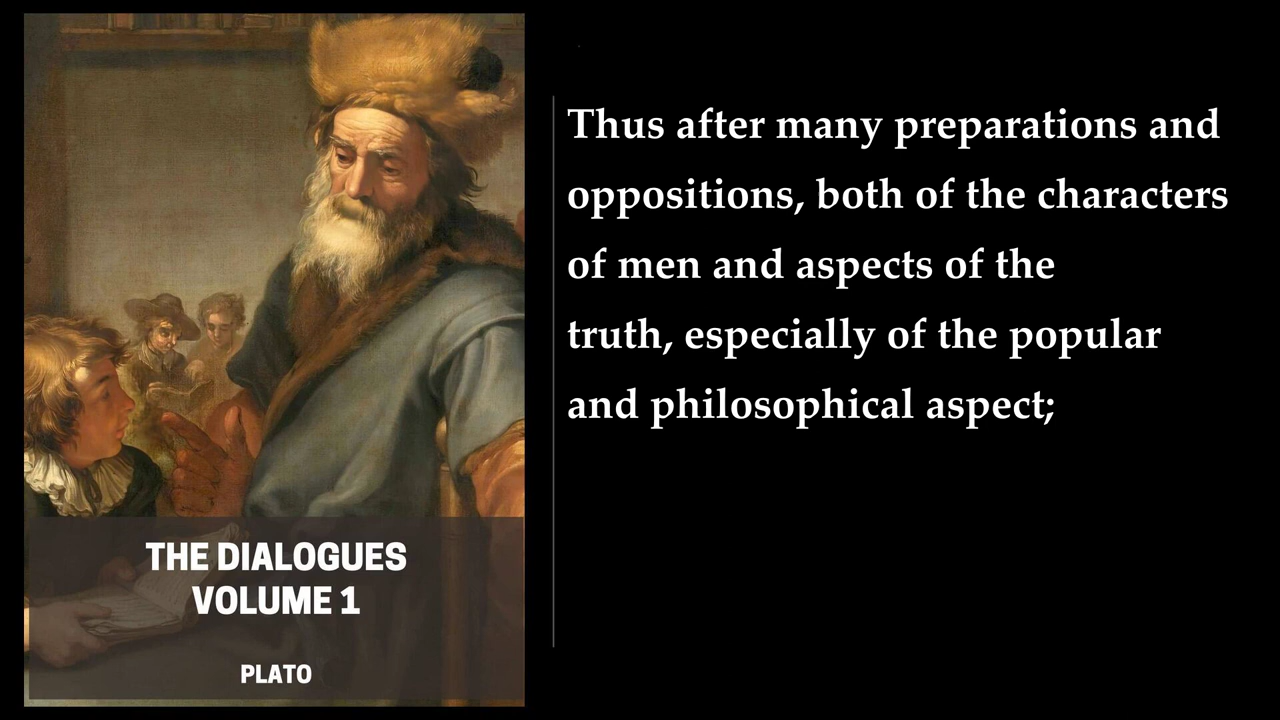 Thus after many preparations and
oppositions, both of the characters
of men and aspects of the
truth, especially of the popular
and philosophical aspect;
THE DIALOGUES
VOLUME 1
PLATO